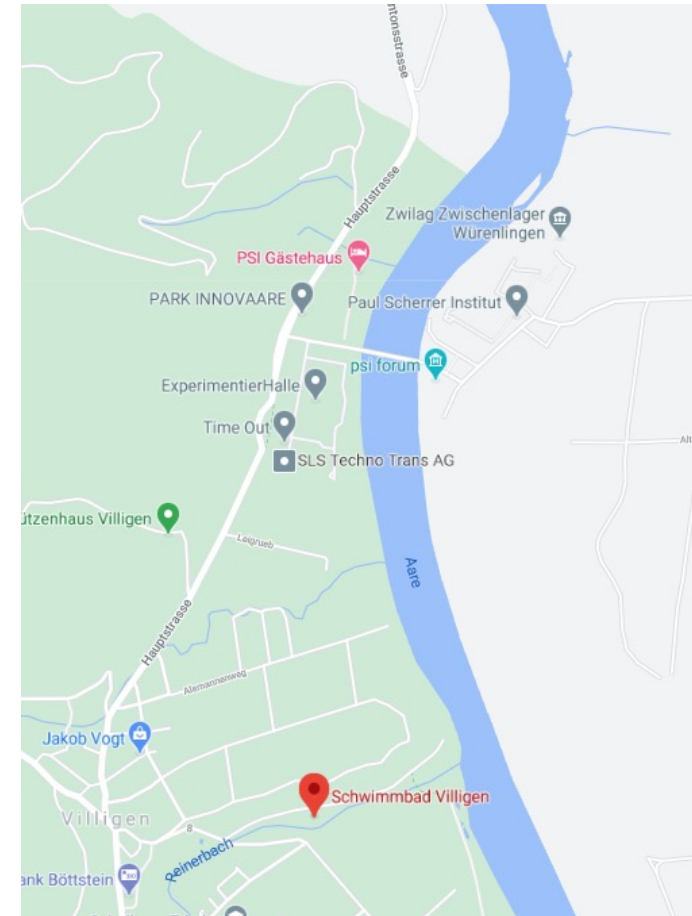 ntonsstrasse
Hauptstrasse
Zwilag Zwischenlager
Würenlingen
PSI Gästehaus
PARK INNOVAARE
Paul Scherrer Institut
psi forum
ExperimentierHalle
Time Out
Alt
SLS Techno Trans AG
ützenhaus Villigen
Leigrueb
Aare
Hauptstrasse
Alemannenweg
Jakob Vogt
Schwimmbad Villigen
Villigen
8
Reinerbach
ank Böttstein